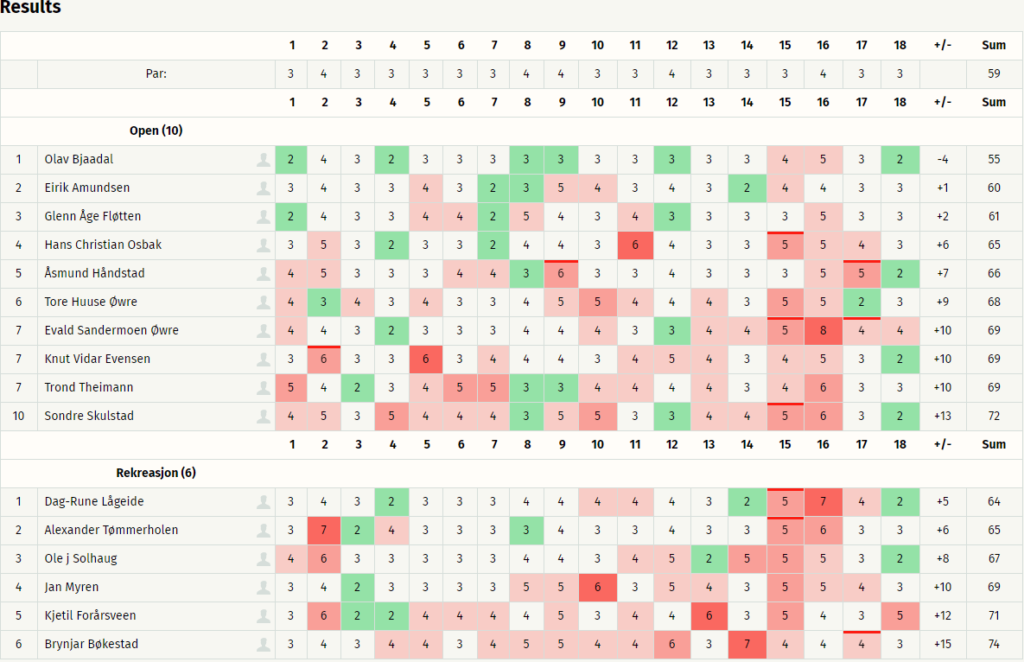 Results
1 2 3 4 5 6 7 8 9 10 11 12 13 14 15 16 17 18 +/- Sum
Par: 3 4 3 3 3 3 3 4 4 3 3 4 3 3 3 4 3 3 59
1 2 3 4 5 6 7 8 9 10 11 12 13 14 15 16 17 18 +/- Sum
Open (10)
1 Olav Bjaadal 2 4 3 2 3 3 3 3 3 3 3 3 3 3 4 5 3 2 -4 55
2 Eirik Amundsen 3 4 3 3 4 3 2 3 5 4 3 4 3 2 4 4 3 3 +1 60
3 Glenn Åge Fløtten 2 4 3 3 4 4 2 5 4 3 4 3 3 3 3 5 3 3 +2 61
4 Hans Christian Osbak 3 5 3 2 3 3 2 4 4 3 6 4 3 3 5 5 4 3 +6 65
5 Åsmund Håndstad 4 5 3 3 3 4 4 3 6 3 3 4 3 3 3 5 5 2 +7 66
6 Tore Huuse Øwre 4 3 4 3 4 3 3 4 5 5 4 4 4 3 5 5 2 3 +9 68
7 Evald Sandermoen Øwre 4 4 3 2 3 3 3 4 4 4 3 3 4 4 5 8 4 4 +10 69
7 Knut Vidar Evensen 3 6 3 3 6 3 4 4 4 3 4 5 4 3 4 5 3 2 +10 69
7 Trond Theimann 5 4 2 3 4 5 5 3 3 4 4 4 4 3 4 6 3 3 +10 69
10 Sondre Skulstad 4 5 3 5 4 4 4 3 5 5 3 3 4 4 5 6 3 2 +13 72
1 2 3 4 5 6 7 8 9 10 11 12 13 14 15 16 17 18 +/- Sum
Rekreasjon (6)
1 Dag-Rune Lågeide 3 4 3 2 3 3 3 4 4 4 4 4 3 2 5 7 4 2 +5 64
2 Alexander Tømmerholen 3 7 2 4 3 3 3 3 4 3 3 4 3 3 5 6 3 3 +6 65
3 Ole j Solhaug 4 6 3 3 3 3 3 4 4 3 4 5 2 5 5 5 3 2 +8 67
4 Jan Myren 3 4 2 3 3 3 3 5 5 6 3 5 4 3 5 5 4 3 +10 69
5 Kjetil Forårsveen 3 6 2 2 4 4 4 4 5 3 4 4 6 3 5 4 3 5 +12 71
6 Brynjar Bøkestad 3 4 3 4 4 3 4 5 5 4 4 6 3 7 4 4 4 3 +15 74